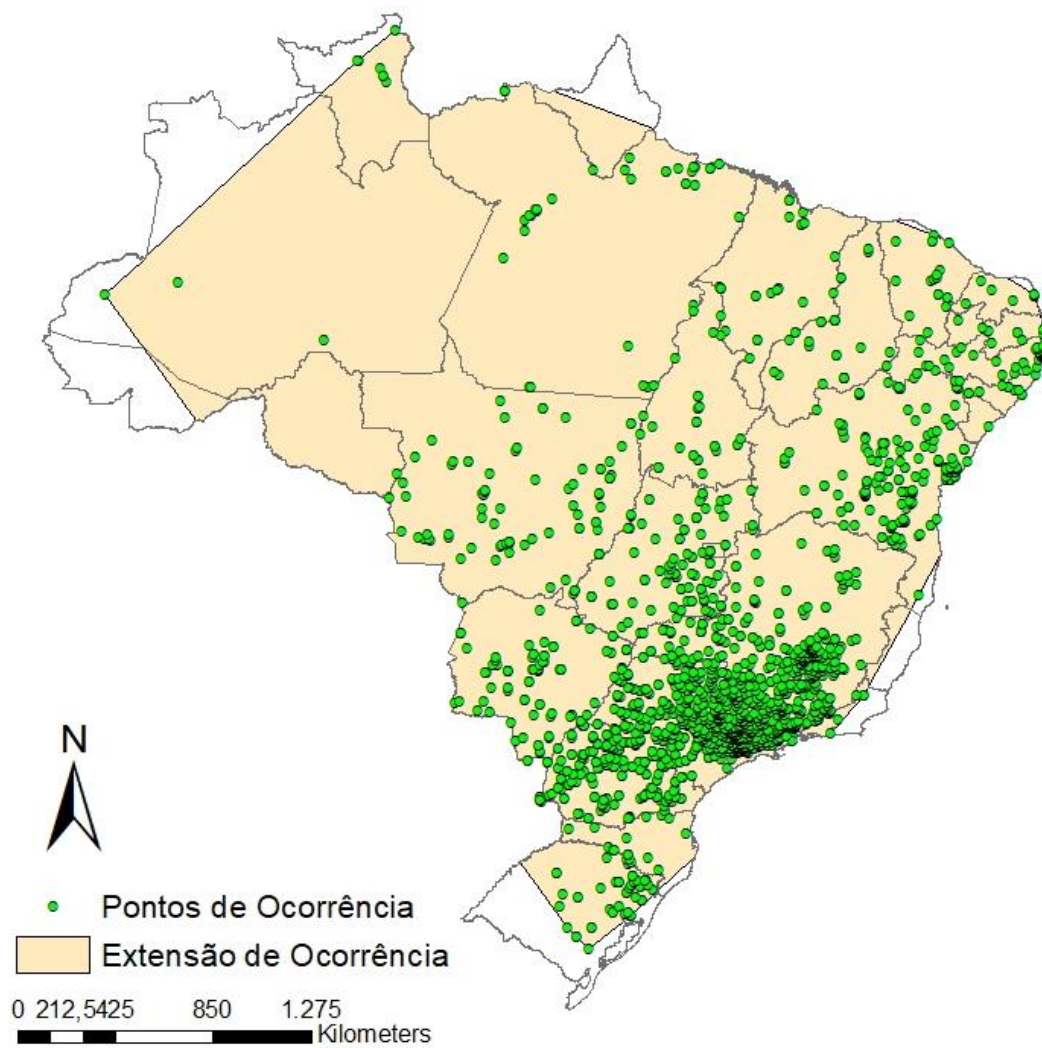 N
Pontos de Ocorrência
Extensão de Ocorrência
0 212,5425 850 1.275
Kilometers